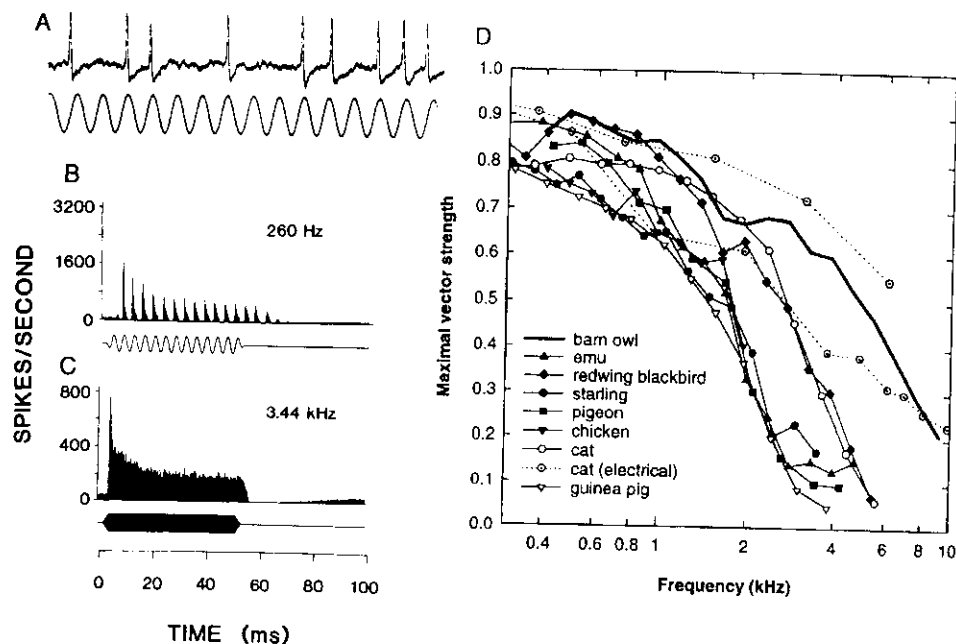 A
B
3200
260 Hz
1600
0
C
800
3.44 kHz
400
0
SPIKES/SECOND
0 20 40 60 80 100
TIME (ms)
D
1.0
0.9
0.8
0.7
0.6
0.5
0.4
0.3
0.2
0.1
0.0
Maximal vector strength
barn owl
emu
redwing blackbird
starling
pigeon
chicken
cat
cat (electrical)
guinea pig
0.4 0.6 0.8 1 2 4 6 8 10
Frequency (kHz)